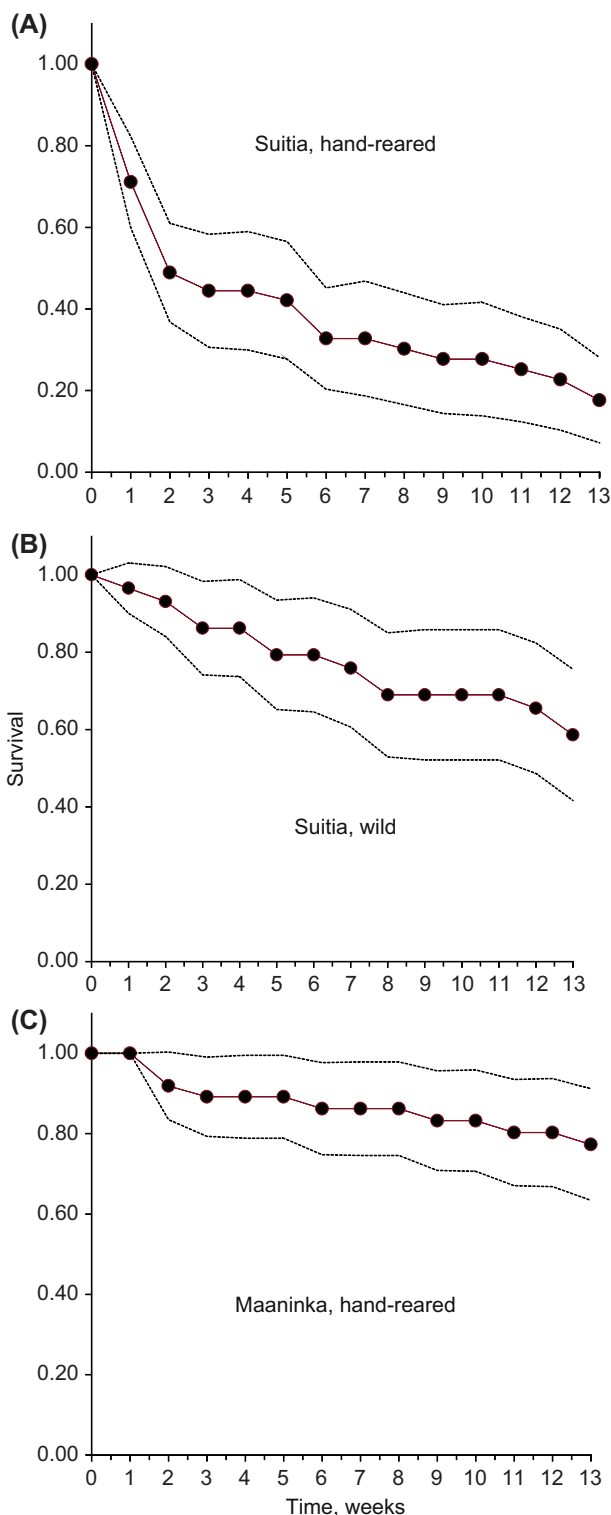 (A)
1.00
0.80
0.60
0.40
0.20
0.00
Suitia, hand-reared
0 1 2 3 4 5 6 7 8 9 10 11 12 13
(B)
1.00
0.80
0.60
0.40
0.20
0.00
Survival
Suitia, wild
0 1 2 3 4 5 6 7 8 9 10 11 12 13
(C)
1.00
0.80
0.60
0.40
0.20
0.00
Maaninka, hand-reared
0 1 2 3 4 5 6 7 8 9 10 11 12 13
Time, weeks